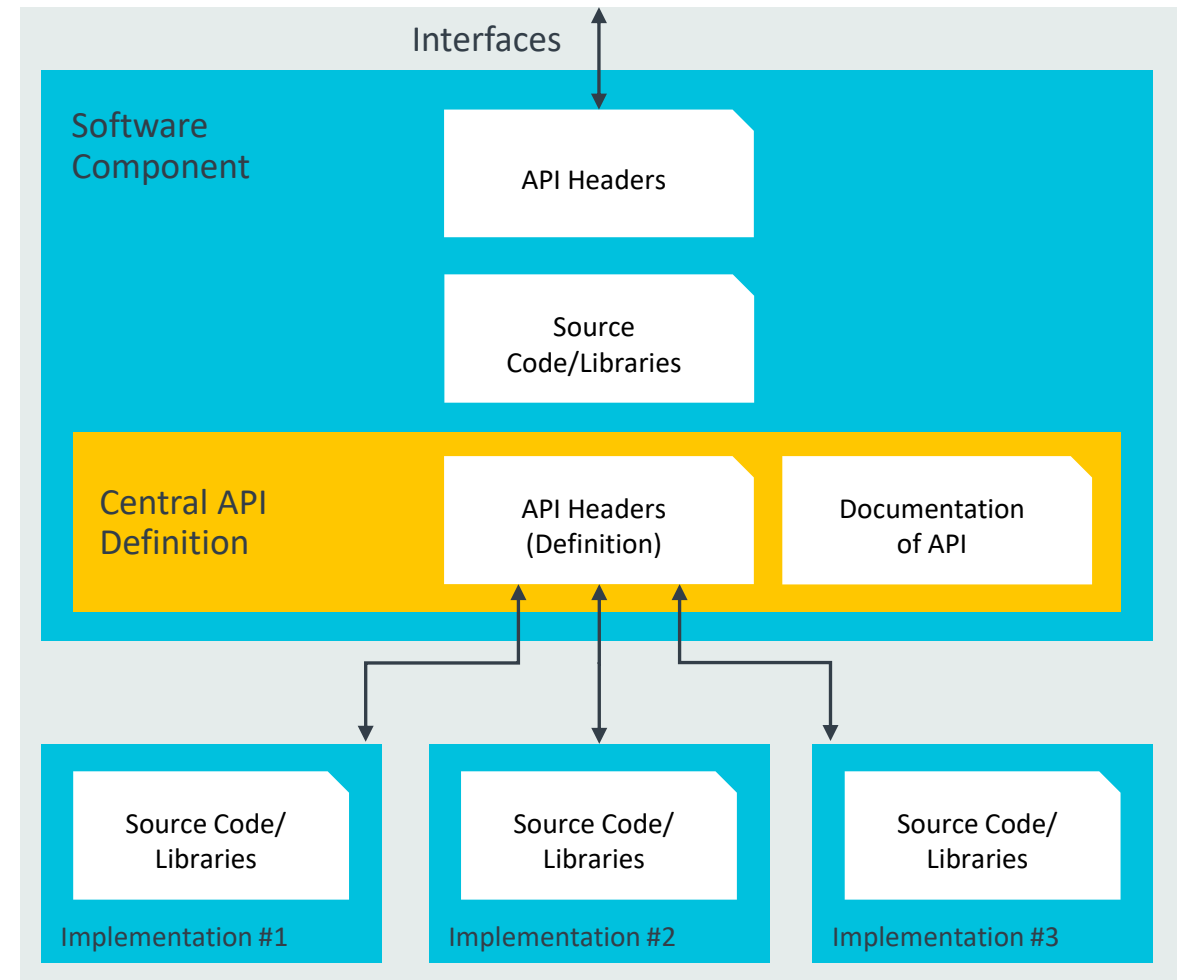 Interfaces
Software
Component
API Headers
Source
Code/Libraries
Central API
Definition
API Headers
(Definition)
Documentation
of API
Source Code/
Libraries
Implementation #1
Source Code/
Libraries
Implementation #2
Source Code/
Libraries
Implementation #3